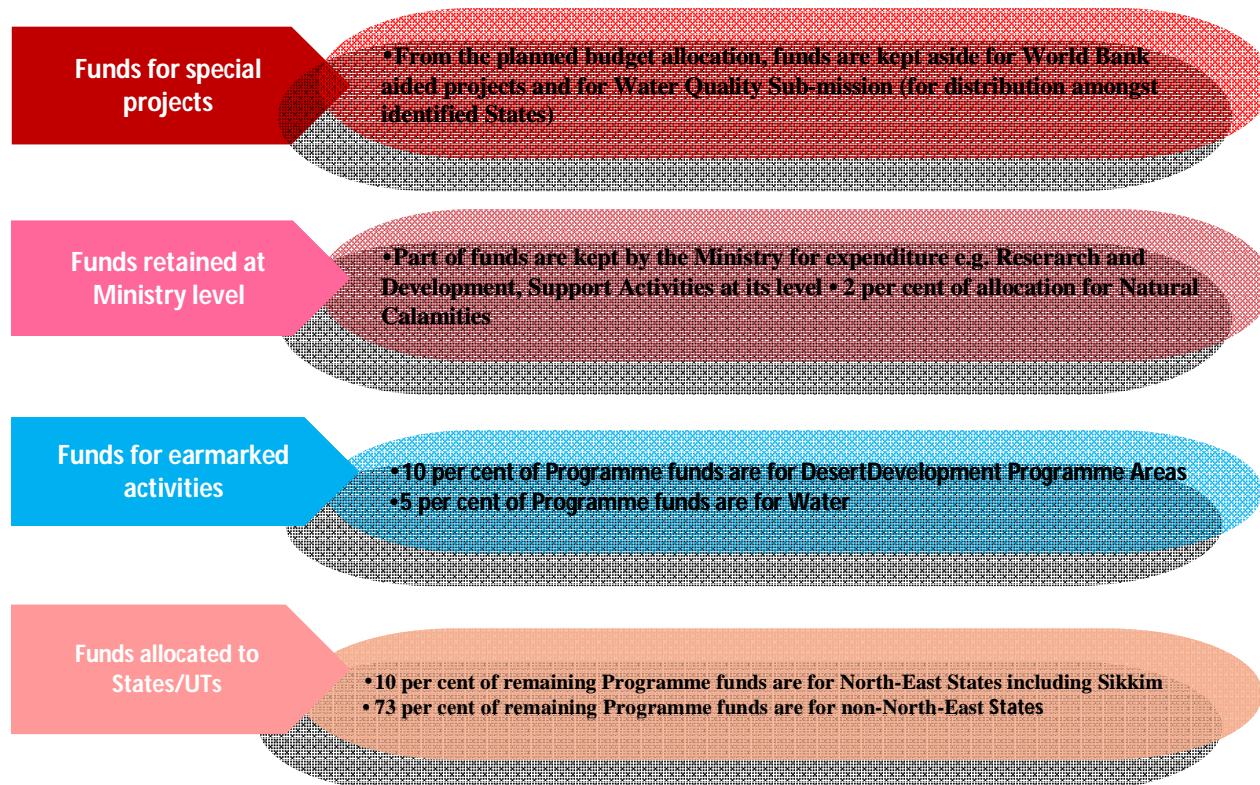 Funds for special
projects
•From the planned budget allocation, funds are kept aside for World Bank
aided projects and for Water Quality Sub-mission (for distribution amongst
identified States)
Funds retained at
Ministry level
•Part of funds are kept by the Ministry for expenditure e.g. Reserarch and
Development, Support Activities at its level • 2 per cent of allocation for Natural
Calamities
Funds for earmarked
activities
•10 per cent of Programme funds are for DesertDevelopment Programme Areas
•5 per cent of Programme funds are for Water
Funds allocated to
States/UTs
•10 per cent of remaining Programme funds are for North-East States including Sikkim
• 73 per cent of remaining Programme funds are for non-North-East States